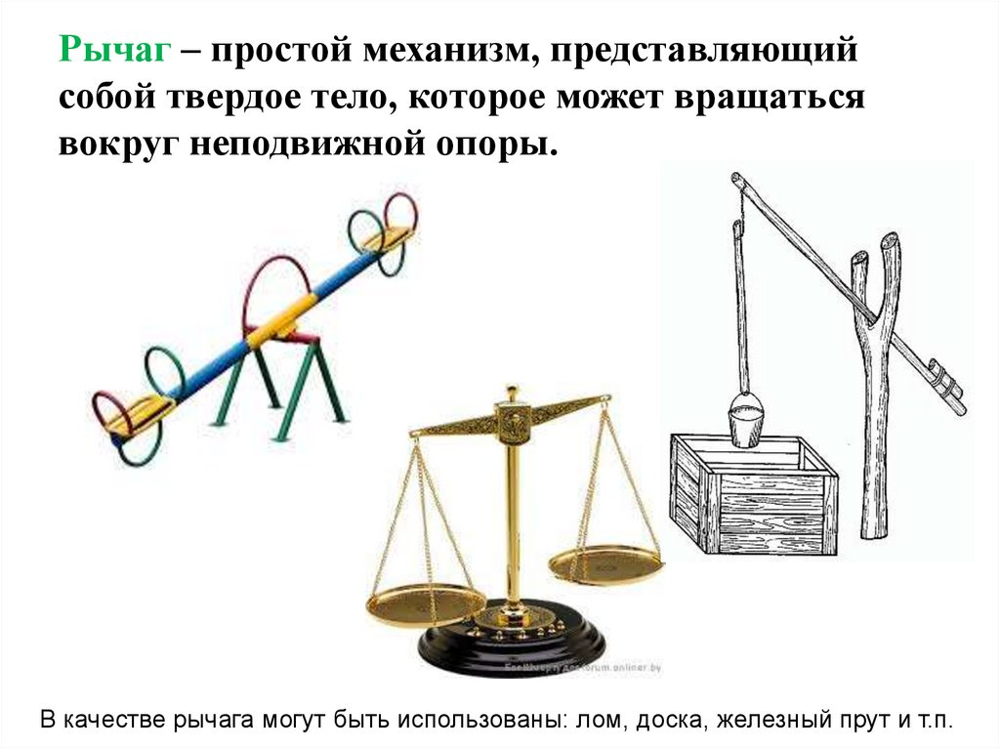 Рычаг – простой механизм, представляющий
собой твердое тело, которое может вращаться
вокруг неподвижной опоры.
forum.onliner.by
В качестве рычага могут быть использованы: лом, доска, железный прут и т.п.